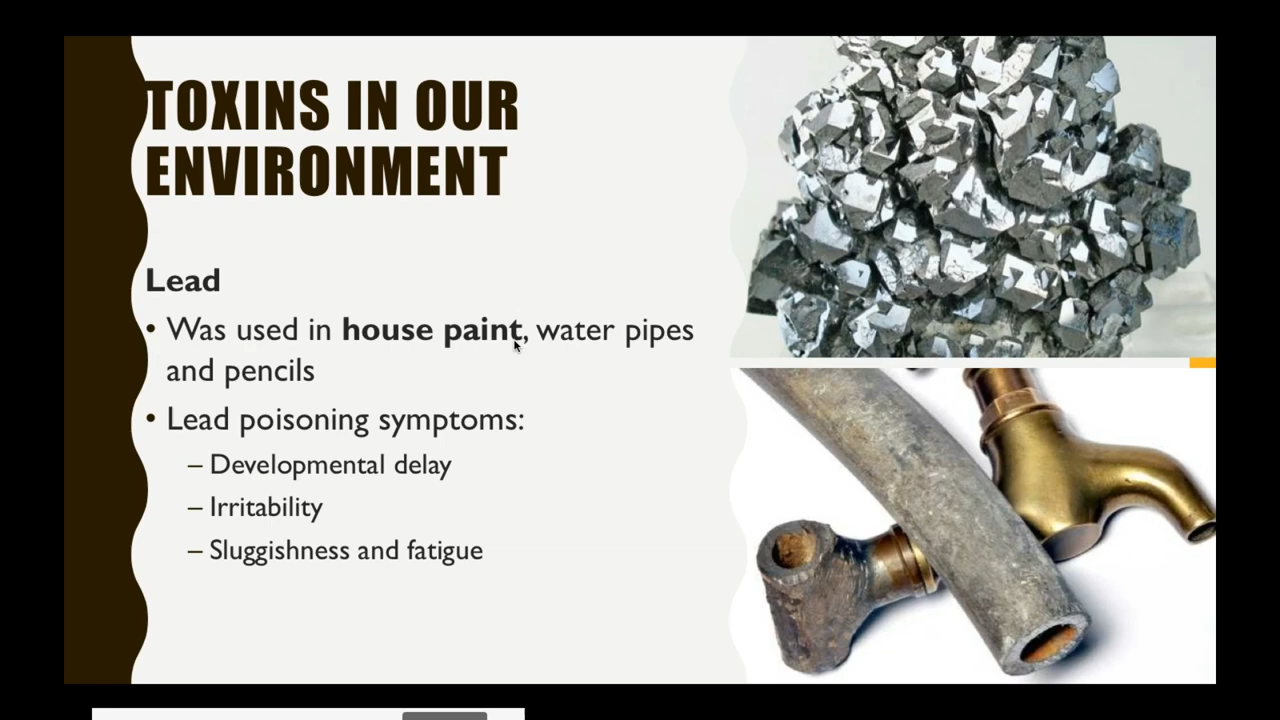 TOXINS IN OUR
ENVIRONMENT
Lead
• Was used in house paint, water pipes
and pencils
• Lead poisoning symptoms:
– Developmental delay
– Irritability
– Sluggishness and fatigue